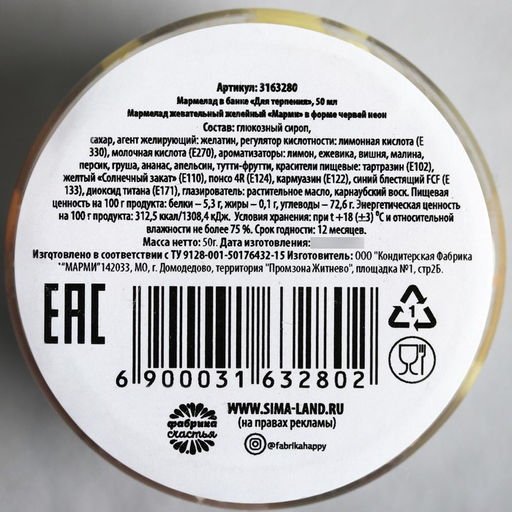 Артикул: 3163280
Мармелад в банке «Для терпения», 50 мл
Мармелад жевательный желейный «Марми» в форме червей неон
Состав: глюкозный сироп,
сахар, агент желирующий: желатин, регулятор кислотности: лимонная кислота (Е
330), молочная кислота (Е270), ароматизаторы: лимон, ежевика, вишня, малина,
персик, груша, ананас, апельсин, тутти-фрутти, красители пищевые: тартразин (Е102),
желтый «Солнечный закат» (Е110), понсо 4R (Е124), кармуазин (Е122), синий блестящий FCF (Е
133), диоксид титана (Е171), глазирователь: растительное масло, карнаубский воск. Пищевая
ценность на 100 г продукта: белки – 5,3 г, жиры – 0,1 г, углеводы – 72,6 г. Энергетическая ценность
на 100 г продукта: 312,5 ккал/1308,4 кДж. Условия хранения: при t +18 (±3) °С и относительной
влажности не более 75 %. Срок годности: 12 месяцев.
Масса нетто: 50г. Дата изготовления:
Изготовлено в соответствии с ТУ 9128-001-50176432-15 Изготовитель: ООО "Кондитерская Фабрика
"МАРМИ" 142033, МО, г. Домодедово, территория "Промзона Житнево", площадка №1, стр2Б.
ЕАС
1
6 900031 632802
фабрика
счастья
WWW.SIMA-LAND.RU
(на правах рекламы)
@fabrikahappy